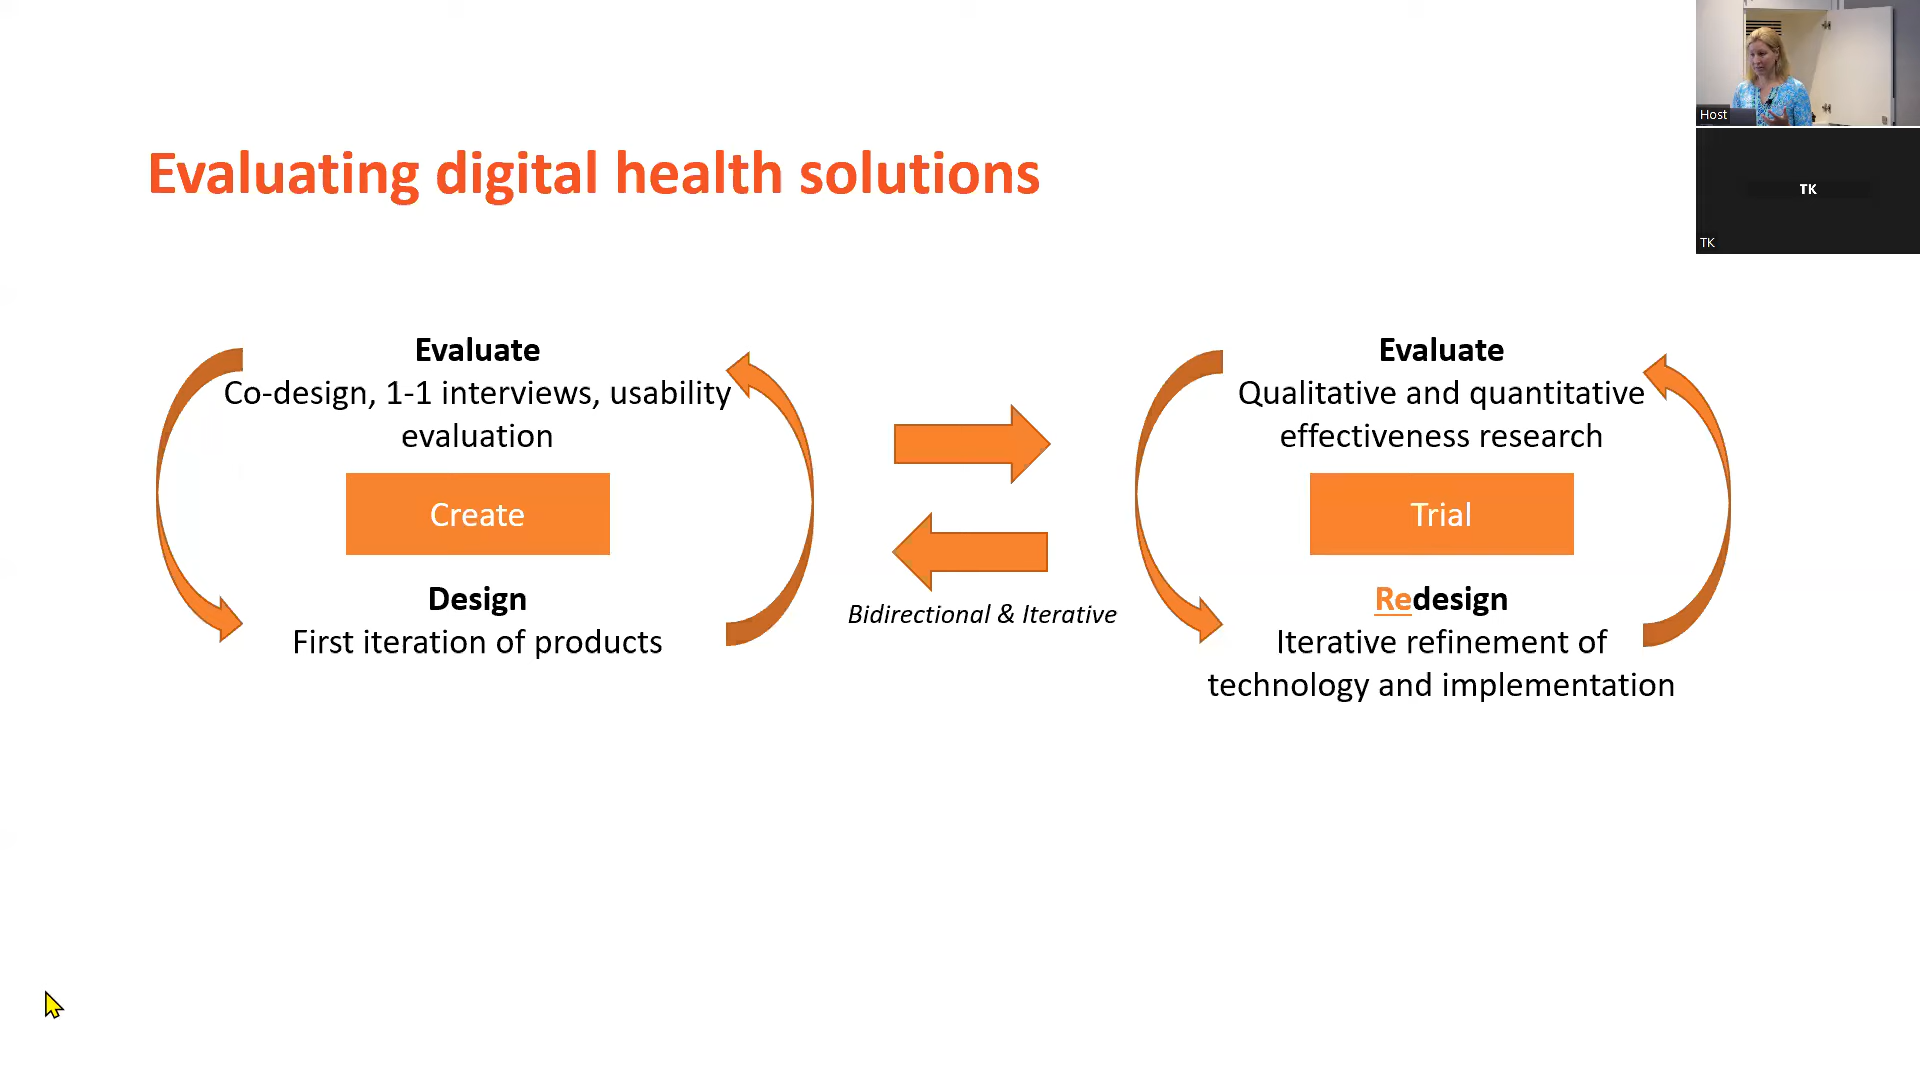 Evaluating digital health solutions
Host
TK
TK
Evaluate
Co-design, 1-1 interviews, usability
evaluation
Create
Design
First iteration of products
Bidirectional & Iterative
Evaluate
Qualitative and quantitative
effectiveness research
Trial
Redesign
Iterative refinement of
technology and implementation